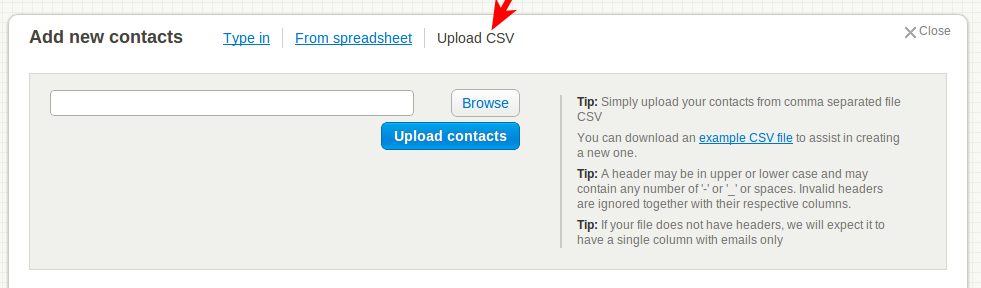 Add new contacts Type in From spreadsheet Upload CSV Close
Browse
Upload contacts
Tip: Simply upload your contacts from comma separated file
CSV
You can download an example CSV file to assist in creating
a new one.
Tip: A header may be in upper or lower case and may
contain any number of '-' or '_' or spaces. Invalid headers
are ignored together with their respective columns.
Tip: If your file does not have headers, we will expect it to
have a single column with emails only